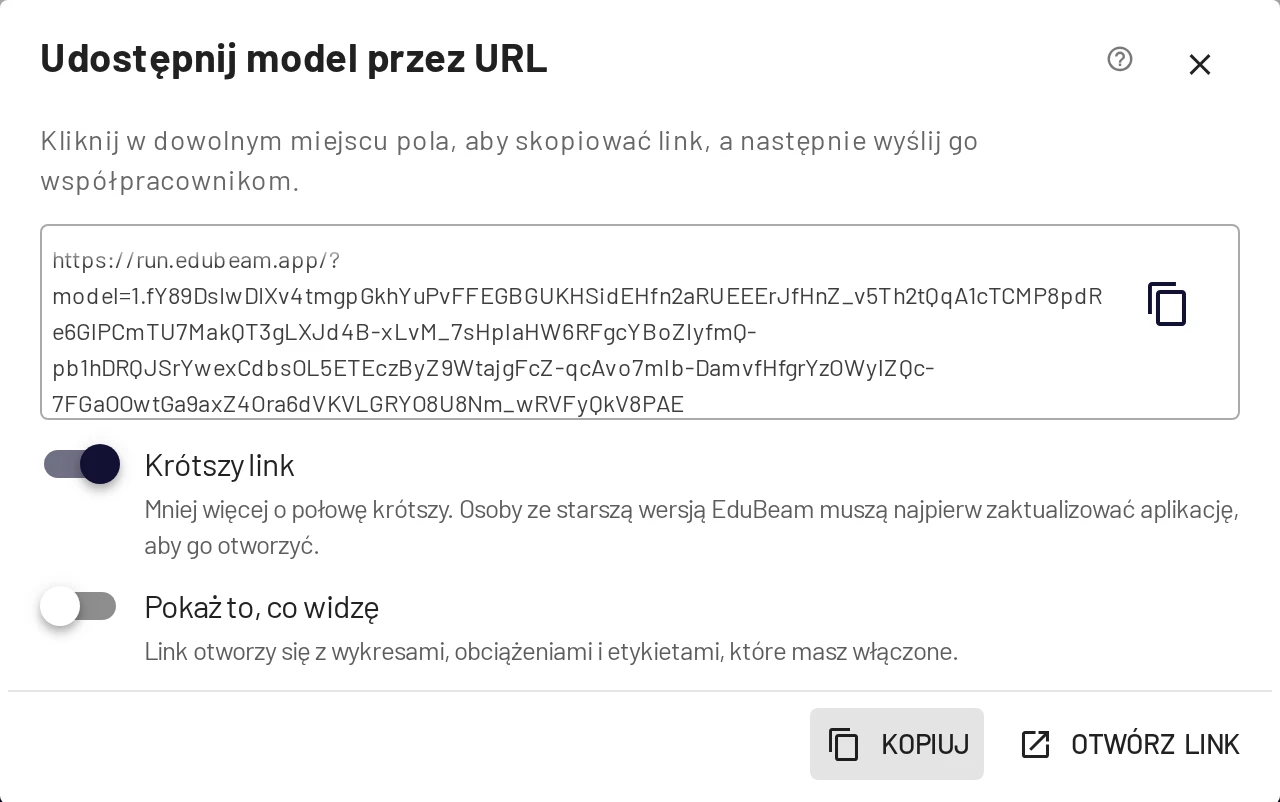 Udostępnij model przez URL
Kliknij w dowolnym miejscu pola, aby skopiować link, a następnie wyślij go
współpracownikom.
https://run.edubeam.app/?
model=1.fY89DsIwDIXv4tmgpGkhYuPvFFEGBGUKHSidEHfn2aRUEEErJfHnZ_v5Th2tQqA1cTCMP8pdR
e6GIPCmTU7MakQT3gLXJd4B-xLvM_7sHpIaHW6RFgcYBoZIyfmQ-
pb1hDRQJSrYwexCdbsOL5ETEczByZ9WtajgFcZ-qcAvo7mIb-DamvfHfgrYzOWyIZQc-
7FGa0OwtGa9axZ4Ora6dVKVLGRYO8U8Nm_wRVFyQkV8PAE
Krótszy link
Mniej więcej o połowę krótszy. Osoby ze starszą wersją EduBeam muszą najpierw zaktualizować aplikację,
aby go otworzyć.
Pokaż to, co widzę
Link otworzy się z wykresami, obciążeniami i etykietami, które masz włączone.
KOPIUJ
OTWÓRZ LINK